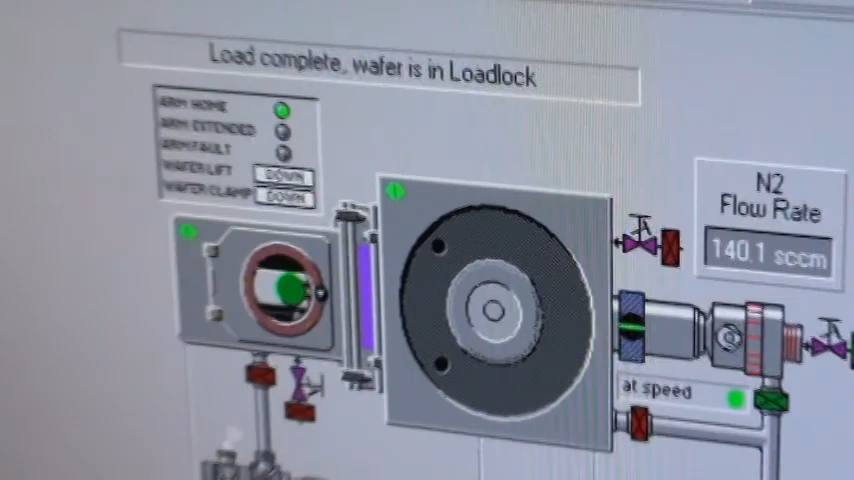 Load complete, wafer is in Loadlock
ARM HOME
ARM EXTENDED
ARM FAULT
WAFER LIFT DOWN
WAFER CLAMP DOWN
N2
Flow Rate
140.1 sccm
at speed